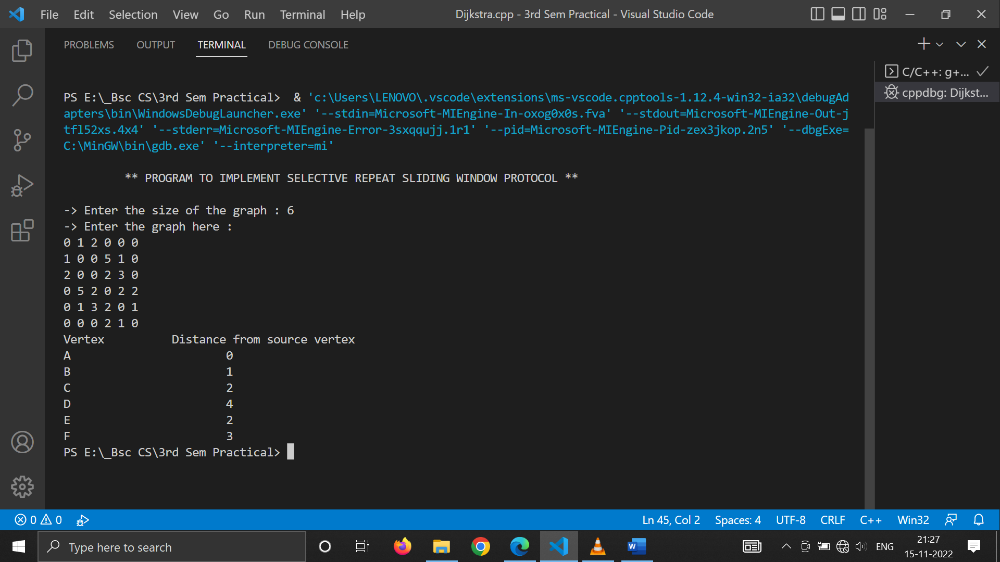 File Edit Selection View Go Run Terminal Help
Dijkstra.cpp - 3rd Sem Practical - Visual Studio Code
PROBLEMS OUTPUT TERMINAL DEBUG CONSOLE
C/C++: g+...
cppdbg: Dijkst...
PS E:\_Bsc CS\3rd Sem Practical>  & 'c:\Users\LENOVO\.vscode\extensions\ms-vscode.cpptools-1.12.4-win32-ia32\debugAd
apters\bin\WindowsDebugLauncher.exe' '--stdin=Microsoft-MIEngine-In-oxog0x0s.fva' '--stdout=Microsoft-MIEngine-Out-j
tfl52xs.4x4' '--stderr=Microsoft-MIEngine-Error-3sxqqujj.1r1' '--pid=Microsoft-MIEngine-Pid-zex3jkop.2n5' '--dbgExe=
C:\MinGW\bin\gdb.exe' '--interpreter=mi'
** PROGRAM TO IMPLEMENT SELECTIVE REPEAT SLIDING WINDOW PROTOCOL **
-> Enter the size of the graph : 6
-> Enter the graph here :
0 1 2 0 0 0
1 0 0 5 1 0
2 0 0 2 3 0
0 5 2 0 2 2
0 1 3 2 0 1
0 0 0 2 1 0
Vertex Distance from source vertex
A 0
B 1
C 2
D 4
E 2
F 3
PS E:\_Bsc CS\3rd Sem Practical>
0 0
Ln 45, Col 2 Spaces: 4 UTF-8 CRLF C++ Win32
Type here to search
W
ENG
21:27
15-11-2022